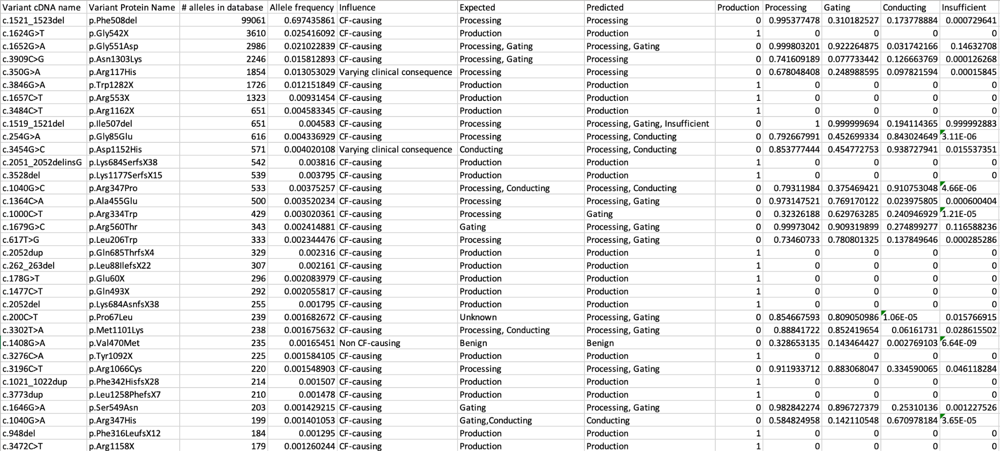 Variant cDNA name Variant Protein Name # alleles in database Allele frequency Influence Expected Predicted Production Processing Gating Conducting Insufficient
c.1521_1523del p.Phe508del 99061 0.697435861 CF-causing Processing Processing 0 0.995377478 0.310182527 0.173778884 0.000729641
c.1624G>T p.Gly542X 3610 0.025416092 CF-causing Production Production 1 0 0 0 0
c.1652G>A p.Gly551Asp 2986 0.021022839 CF-causing Processing, Gating Processing, Gating 0 0.999803201 0.922264875 0.031742166 0.14632708
c.3909C>G p.Asn1303Lys 2246 0.015812893 CF-causing Processing, Gating Processing 0 0.741609189 0.077733442 0.126663769 0.000126268
c.350G>A p.Arg117His 1854 0.013053029 Varying clinical consequence Processing Processing 0 0.678048408 0.248988595 0.097821594 0.00015845
c.3846G>A p.Trp1282X 1726 0.012151849 CF-causing Production Production 1 0 0 0 0
c.1657C>T p.Arg553X 1323 0.00931454 CF-causing Production Production 1 0 0 0 0
c.3484C>T p.Arg1162X 651 0.004583345 CF-causing Production Production 1 0 0 0 0
c.1519_1521del p.Ile507del 651 0.004583 CF-causing Processing Processing, Gating, Insufficient 0 1 0.999999694 0.194114365 0.999992883
c.254G>A p.Gly85Glu 616 0.004336929 CF-causing Processing Processing, Conducting 0 0.792667991 0.452699334 0.843024649 3.11E-06
c.3454G>C p.Asp1152His 571 0.004020108 Varying clinical consequence Conducting Processing, Conducting 0 0.853777444 0.454772753 0.938727941 0.015537351
c.2051_2052delinsG p.Lys684SerfsX38 542 0.003816 CF-causing Production Production 1 0 0 0 0
c.3528del p.Lys1177SerfsX15 539 0.003795 CF-causing Production Production 1 0 0 0 0
c.1040G>C p.Arg347Pro 533 0.00375257 CF-causing Processing, Conducting Processing, Conducting 0 0.79311984 0.375469421 0.910753048 4.66E-06
c.1364C>A p.Ala455Glu 500 0.003520234 CF-causing Processing Processing, Gating 0 0.973147521 0.769170122 0.023975805 0.000600404
c.1000C>T p.Arg334Trp 429 0.003020361 CF-causing Processing Gating 0 0.32326188 0.629763285 0.240946929 1.21E-05
c.1679G>C p.Arg560Thr 343 0.002414881 CF-causing Gating Processing, Gating 0 0.99973042 0.909319899 0.274899277 0.116588236
c.617T>G p.Leu206Trp 333 0.002344476 CF-causing Processing Processing, Gating 0 0.73460733 0.780801325 0.137849646 0.000285286
c.2052dup p.Gln685ThrfsX4 329 0.002316 CF-causing Production Production 1 0 0 0 0
c.262_263del p.Leu88IlefsX22 307 0.002161 CF-causing Production Production 1 0 0 0 0
c.178G>T p.Glu60X 296 0.002083979 CF-causing Production Production 1 0 0 0 0
c.1477C>T p.Gln493X 292 0.002055817 CF-causing Production Production 1 0 0 0 0
c.2052del p.Lys684AsnfsX38 255 0.001795 CF-causing Production Production 1 0 0 0 0
c.200C>T p.Pro67Leu 239 0.001682672 CF-causing Unknown Processing, Gating 0 0.854667593 0.809050986 1.06E-05 0.015766915
c.3302T>A p.Met1101Lys 238 0.001675632 CF-causing Processing, Conducting Processing, Gating 0 0.88841722 0.852419654 0.06161731 0.028615502
c.1408G>A p.Val470Met 235 0.00165451 Non CF-causing Benign Benign 0 0.328653135 0.143464427 0.002769103 6.64E-09
c.3276C>A p.Tyr1092X 225 0.001584105 CF-causing Production Production 1 0 0 0 0
c.3196C>T p.Arg1066Cys 220 0.001548903 CF-causing Processing Processing, Gating 0 0.911933712 0.883068047 0.334590065 0.046118284
c.1021_1022dup p.Phe342HisfsX28 214 0.001507 CF-causing Production Production 1 0 0 0 0
c.3773dup p.Leu1258PhefsX7 210 0.001478 CF-causing Production Production 1 0 0 0 0
c.1646G>A p.Ser549Asn 203 0.001429215 CF-causing Gating Processing, Gating 0 0.982842274 0.896727379 0.25310136 0.001227526
c.1040G>A p.Arg347His 199 0.001401053 CF-causing Gating,Conducting Conducting 0 0.584824958 0.142110548 0.670978184 3.65E-05
c.948del p.Phe316LeufsX12 184 0.001295 CF-causing Production Production 1 0 0 0 0
c.3472C>T p.Arg1158X 179 0.001260244 CF-causing Production Production 1 0 0 0 0